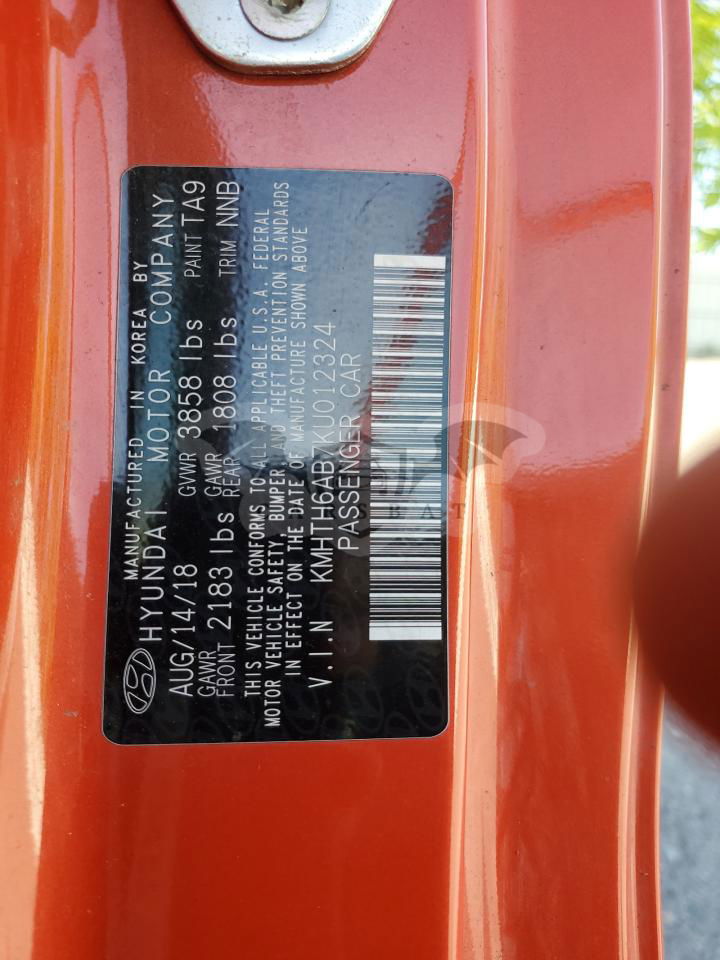 MANUFACTURED IN KOREA BY
HYUNDAI MOTOR COMPANY
AUG/14/18 GVWR 3858 lbs PAINT TA9
GAWR FRONT 2183 lbs GAWR REAR 1808 lbs TRIM NNB
THIS VEHICLE CONFORMS TO ALL APPLICABLE U.S.A. FEDERAL
MOTOR VEHICLE SAFETY, BUMPER, AND THEFT PREVENTION STANDARDS
IN EFFECT ON THE DATE OF MANUFACTURE SHOWN ABOVE
V.I.N KMHTH6AB7KU012324
PASSENGER CAR